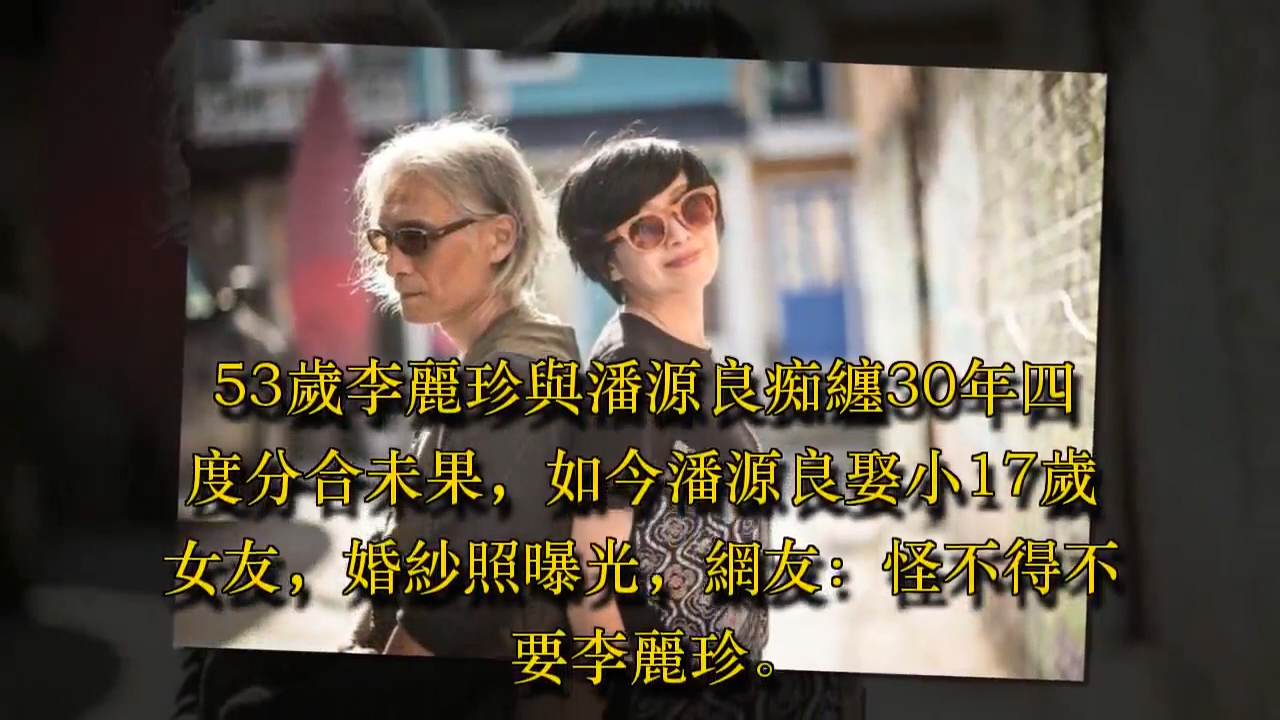 53歲李麗珍與潘源良痴纏30年四
度分合未果，如今潘源良娶小17歲
女友，婚紗照曝光，網友：怪不得不
要李麗珍。